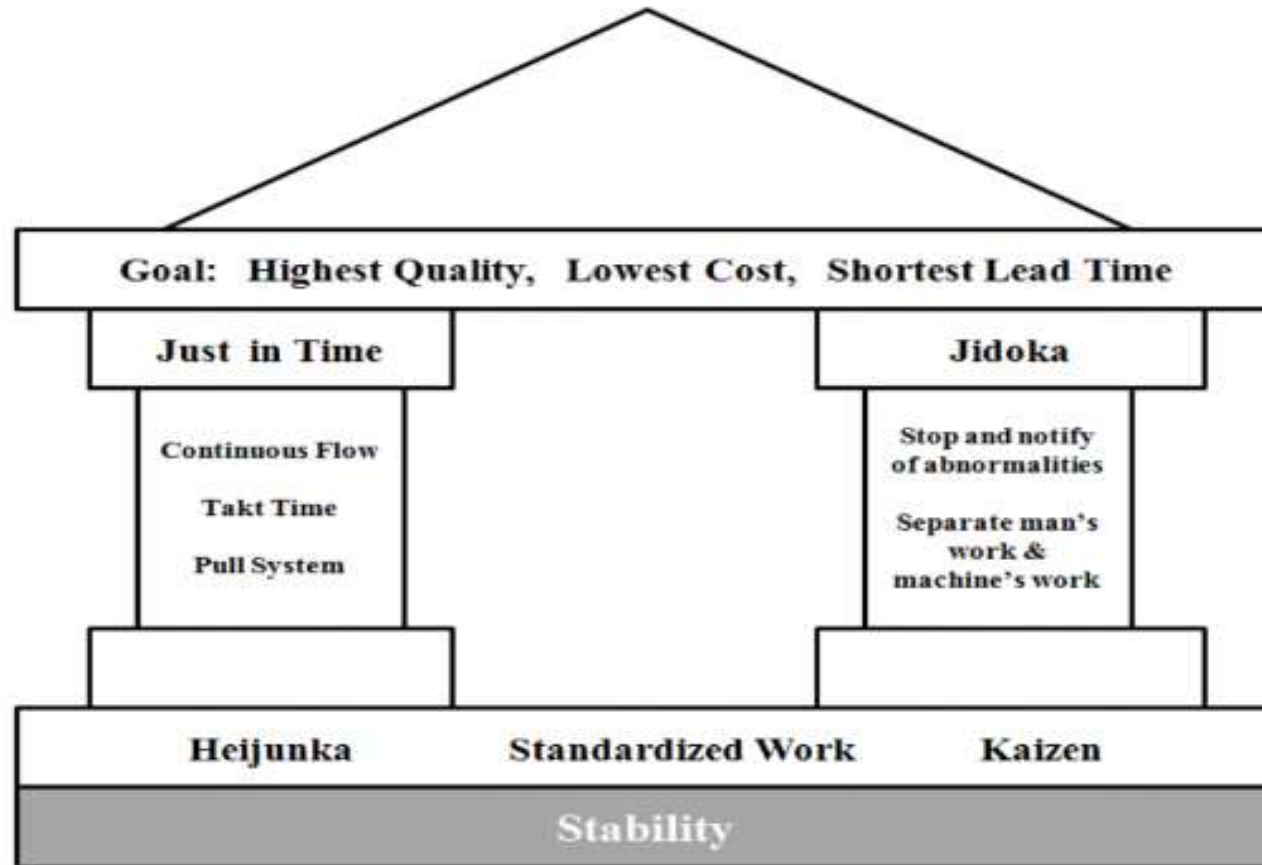 Goal: Highest Quality, Lowest Cost, Shortest Lead Time
Just in Time
Continuous Flow
Takt Time
Pull System
Jidoka
Stop and notify
of abnormalities
Separate man's
work &
machine's work
Heijunka Standardized Work Kaizen
Stability